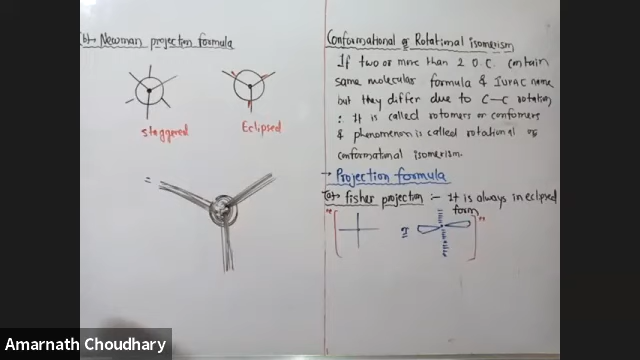 (b)→ Newman projection formula
staggered
Eclipsed
=
Conformational or Rotational isomerism
If two or more than 2 O.C. contain
same molecular formula & IUPAC name
but they differ due to C–C rotation
: It is called rotomers or confomers
& phenomenon is called rotational or
conformational isomerism.
→ Projection formula
(a)→ fisher projection :– It is always in eclipsed
form
I
Amarnath Choudhary